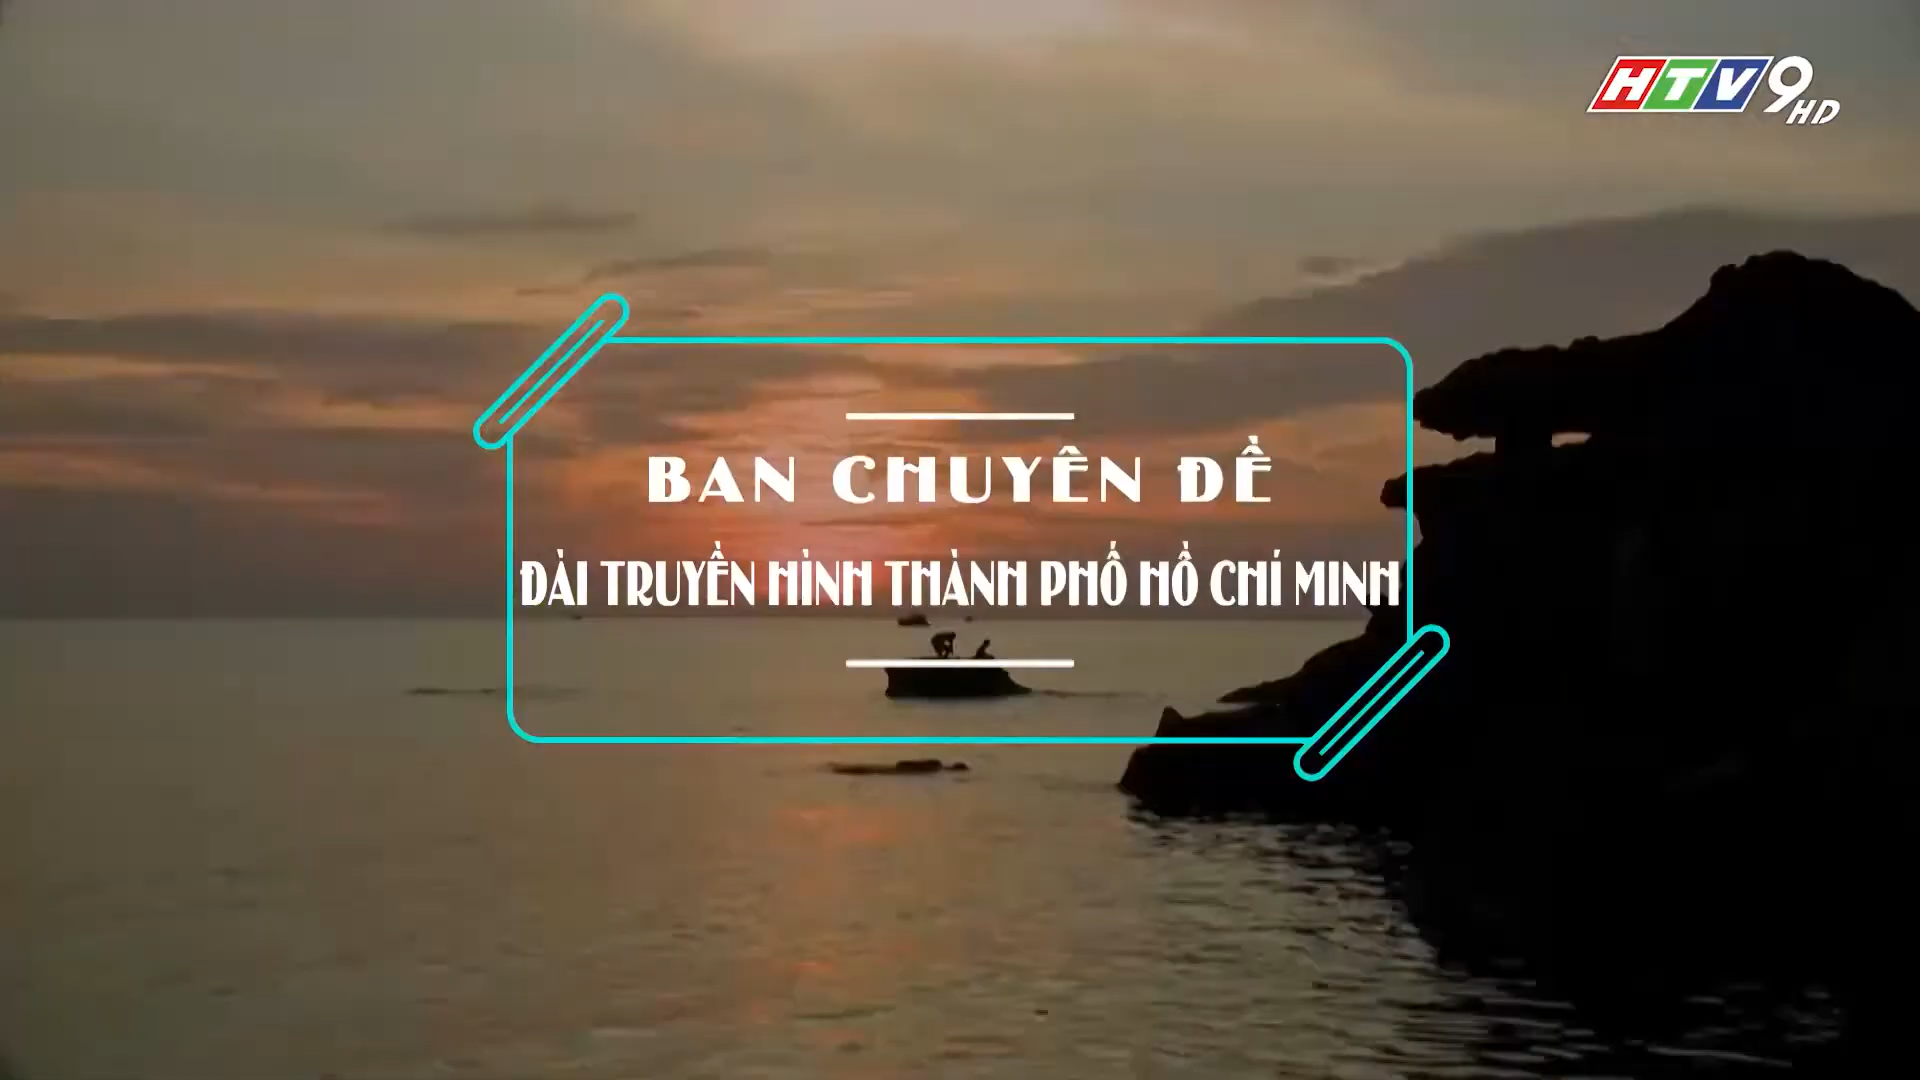 HTV9
HD
BAN CHUYÊN ĐỀ
ĐÀI TRUYỀN HÌNH THÀNH PHỐ HỒ CHÍ MINH